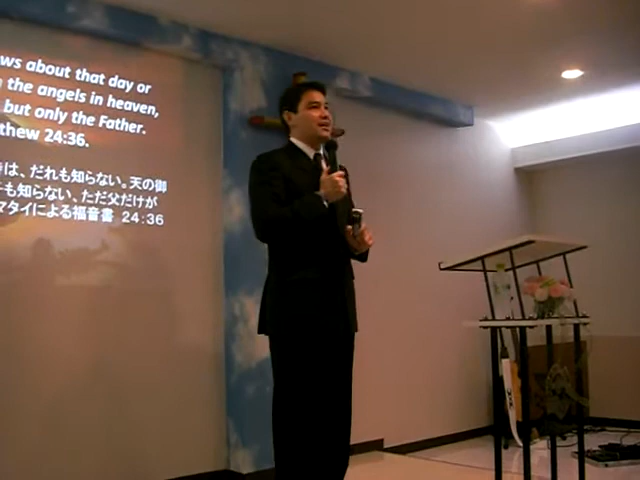 ws about that day or
the angels in heaven,
but only the Father.
thew 24:36.
は、だれも知らない。天の御
も知らない、ただ父だけが
マタイによる福音書 24:36